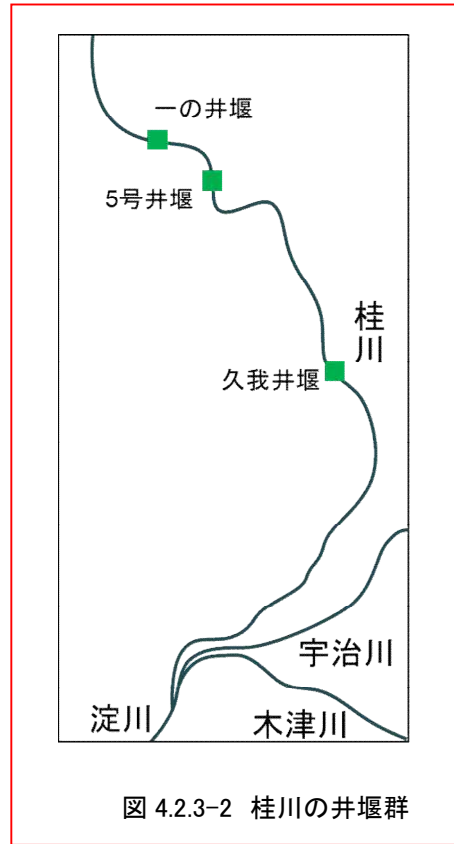 一の井堰
5号井堰
桂川
久我井堰
宇治川
淀川
木津川
図 4.2.3-2 桂川の井堰群